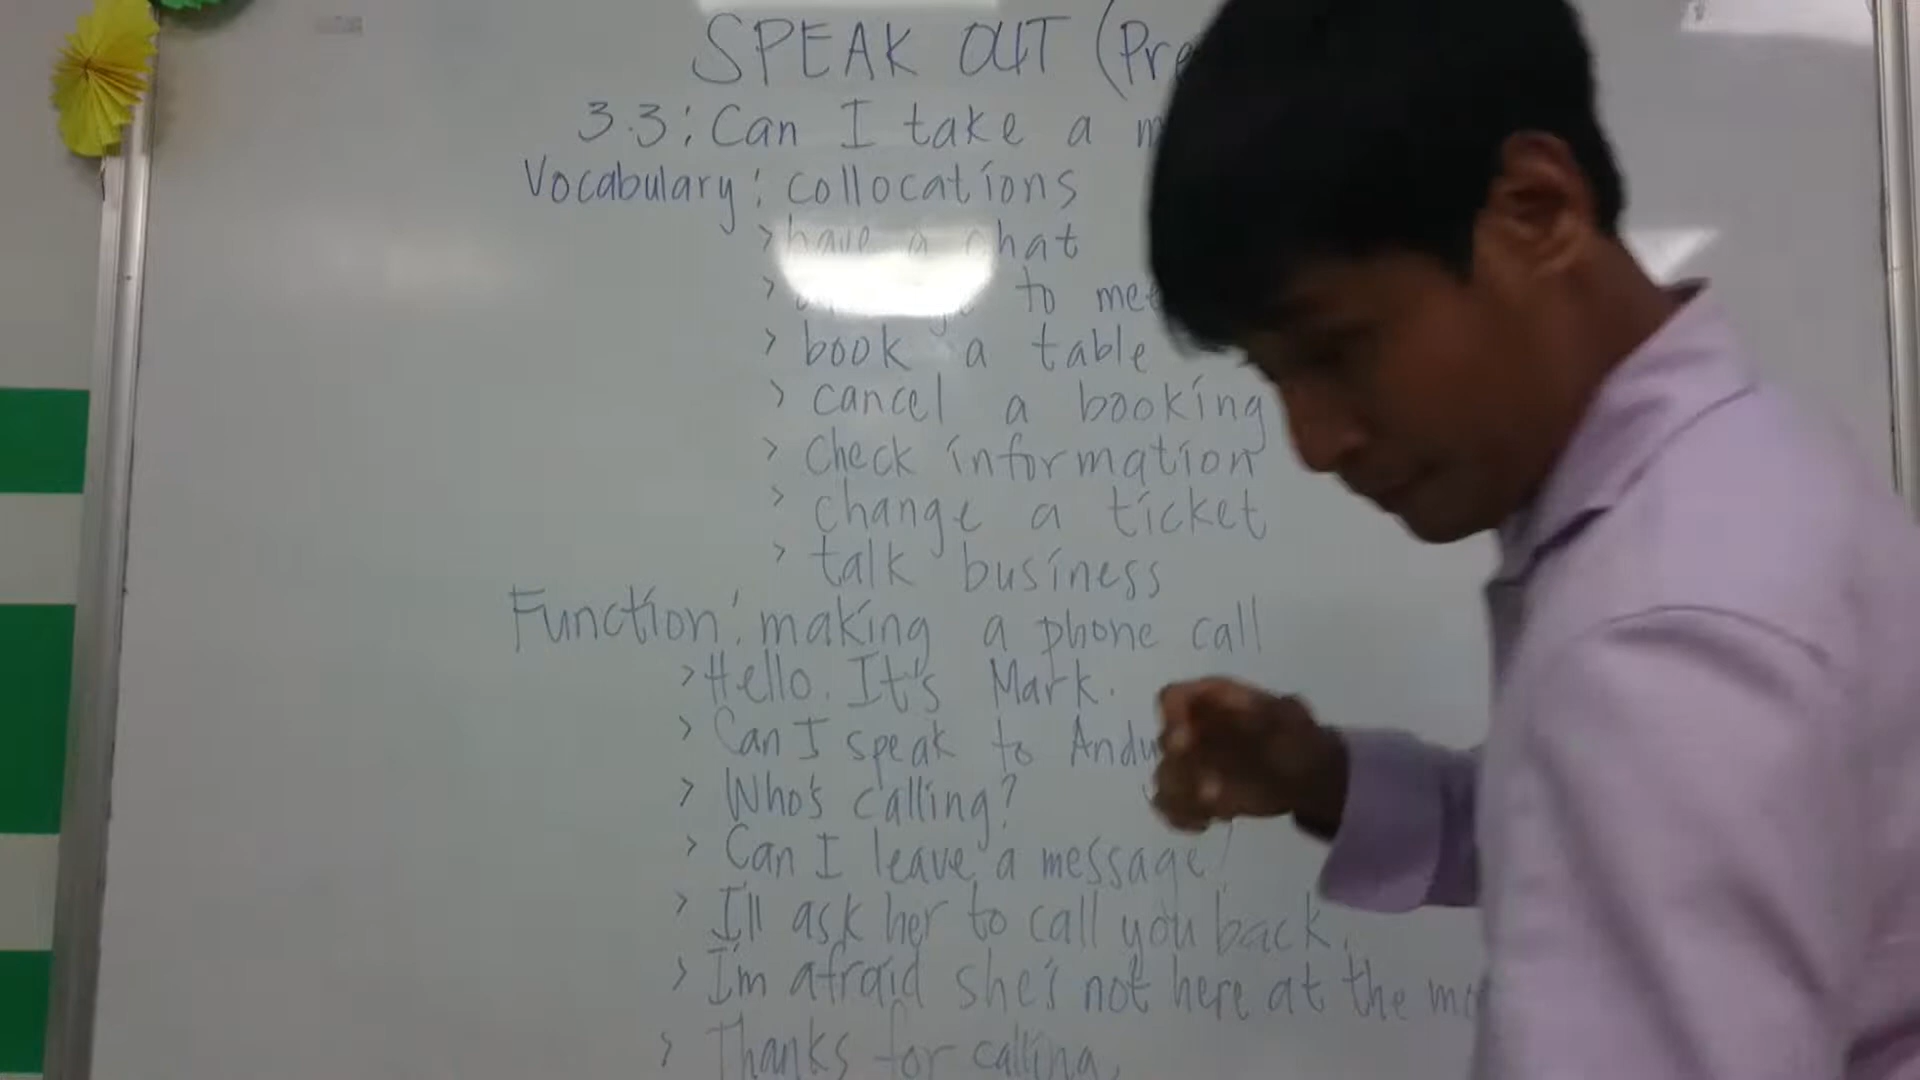 SPEAK OUT (Pre
3.3: Can I take a
Vocabulary: collocations
> have a chat
> to
> book a table
> cancel a booking
> check information
> change a ticket
> talk business
Function: making a phone call
> Hello. It's Mark.
> Can I speak to Andy
> Who's calling?
> Can I leave a message?
> I'll ask her to call you back.
> I'm afraid she's not here at the
> Thanks for calling.